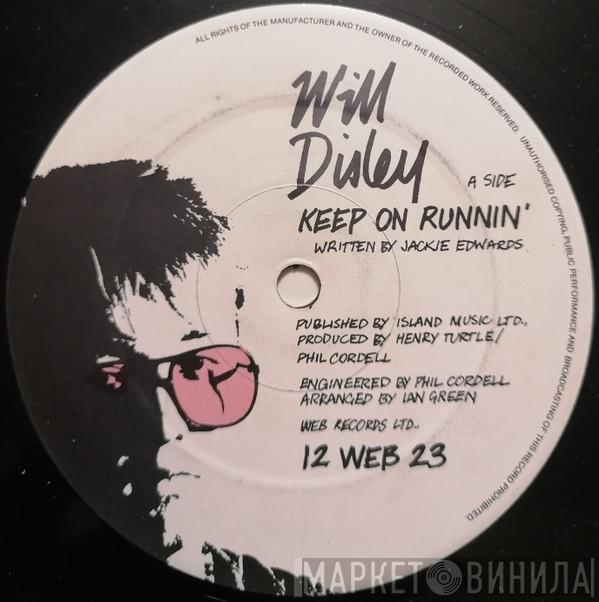 ALL RIGHTS OF THE MANUFACTURER AND THE OWNER OF THE RECORDED WORK RESERVED. UNAUTHORISED COPYING, PUBLIC PERFORMANCE AND BROADCASTING OF THIS RECORD PROHIBITED.
Will
Disley
A SIDE
KEEP ON RUNNIN'
WRITTEN BY JACKIE EDWARDS
PUBLISHED BY ISLAND MUSIC LTD.,
PRODUCED BY HENRY TURTLE/
PHIL CORDELL
ENGINEERED BY PHIL CORDELL
ARRANGED BY IAN GREEN
WEB RECORDS LTD..
12 WEB 23
МАРКЕТ ВИНИЛА